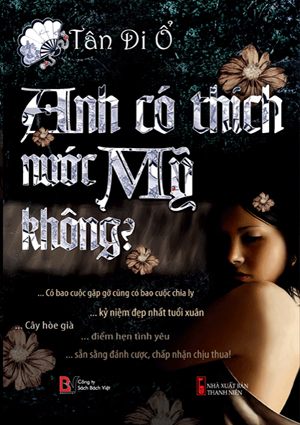 Tân Di Ổ
Anh có thích
nước Mỹ
không?
... Có bao cuộc gặp gỡ cũng có bao cuộc chia ly
... kỷ niệm đẹp nhất tuổi xuân
... Cây hòe già
... điểm hẹn tình yêu
... sẵn sằng đánh cược, chấp nhận chịu thua!
Công ty
Sách Bách Việt
NHÀ XUẤT BẢN
THANH NIÊN